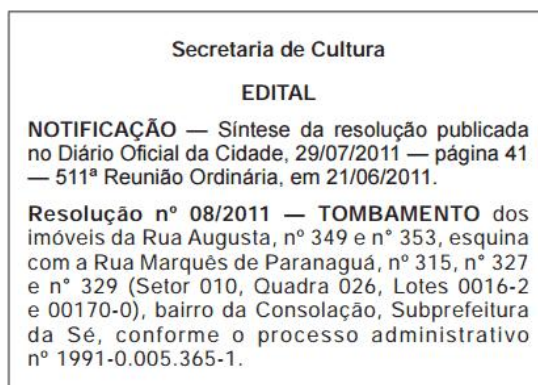 Secretaria de Cultura
EDITAL
NOTIFICAÇÃO — Síntese da resolução publicada
no Diário Oficial da Cidade, 29/07/2011 — página 41
— 511ª Reunião Ordinária, em 21/06/2011.
Resolução nº 08/2011 — TOMBAMENTO dos
imóveis da Rua Augusta, nº 349 e n° 353, esquina
com a Rua Marquês de Paranaguá, nº 315, n° 327
e n° 329 (Setor 010, Quadra 026, Lotes 0016-2
e 00170-0), bairro da Consolação, Subprefeitura
da Sé, conforme o processo administrativo
nº 1991-0.005.365-1.